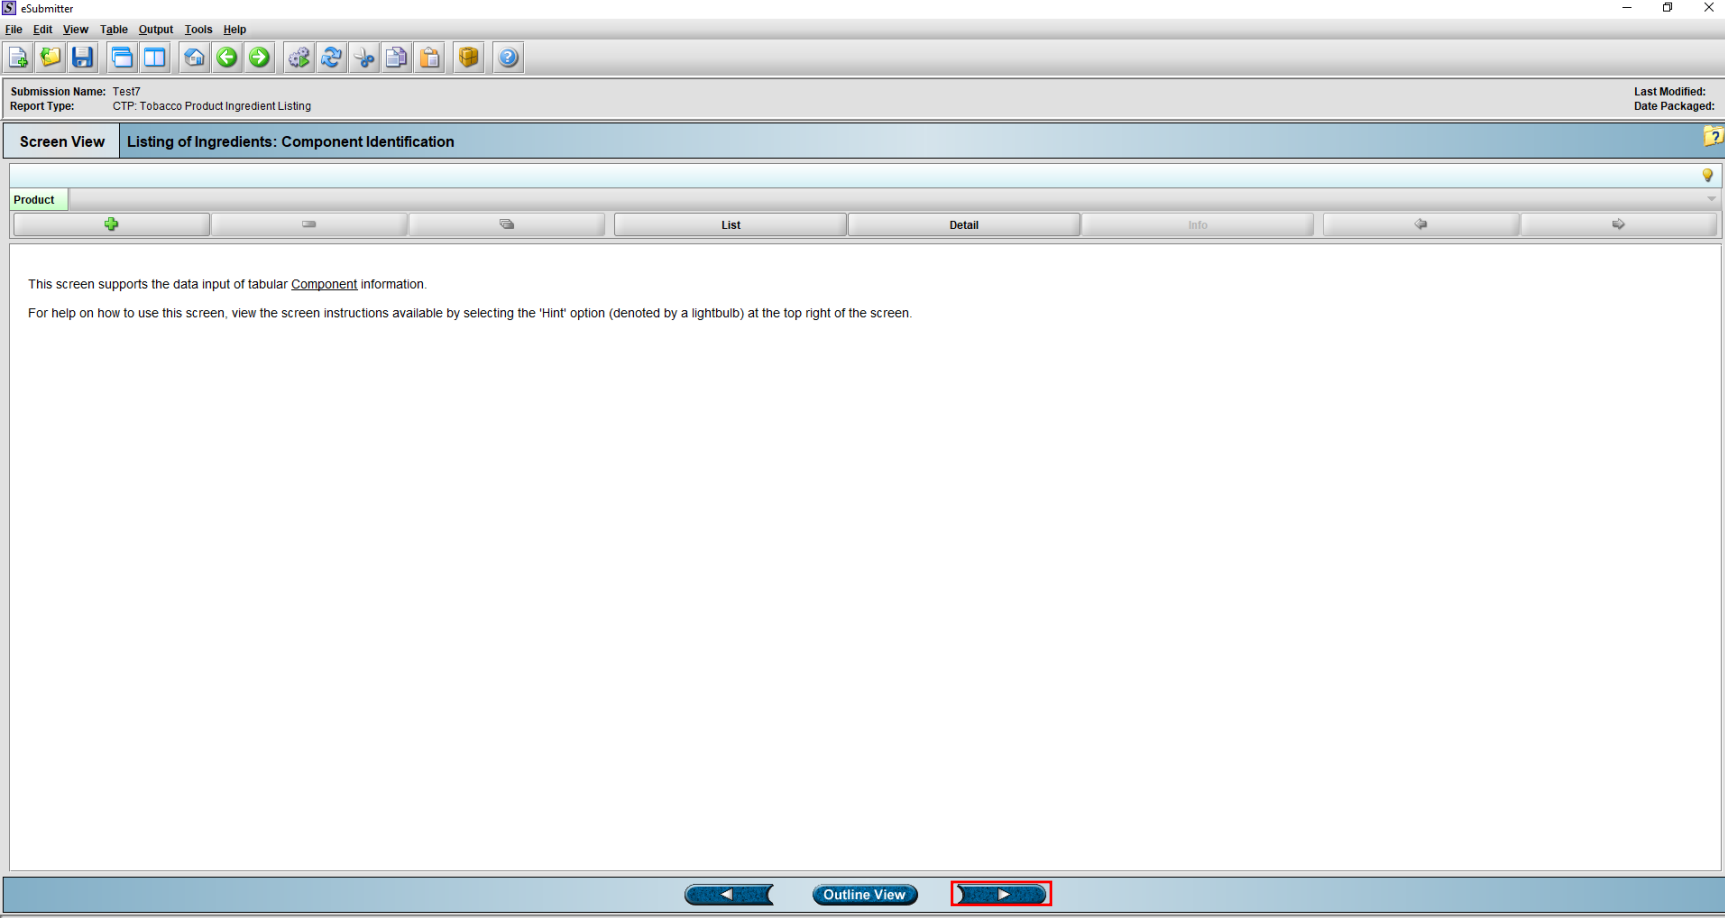 eSubmitter
File Edit View Table Output Tools Help
Submission Name: Test7 Last Modified:
Report Type: CTP: Tobacco Product Ingredient Listing Date Packaged:
Screen View Listing of Ingredients: Component Identification
Product
List Detail Info
This screen supports the data input of tabular Component information.
For help on how to use this screen, view the screen instructions available by selecting the 'Hint' option (denoted by a lightbulb) at the top right of the screen.
Outline View